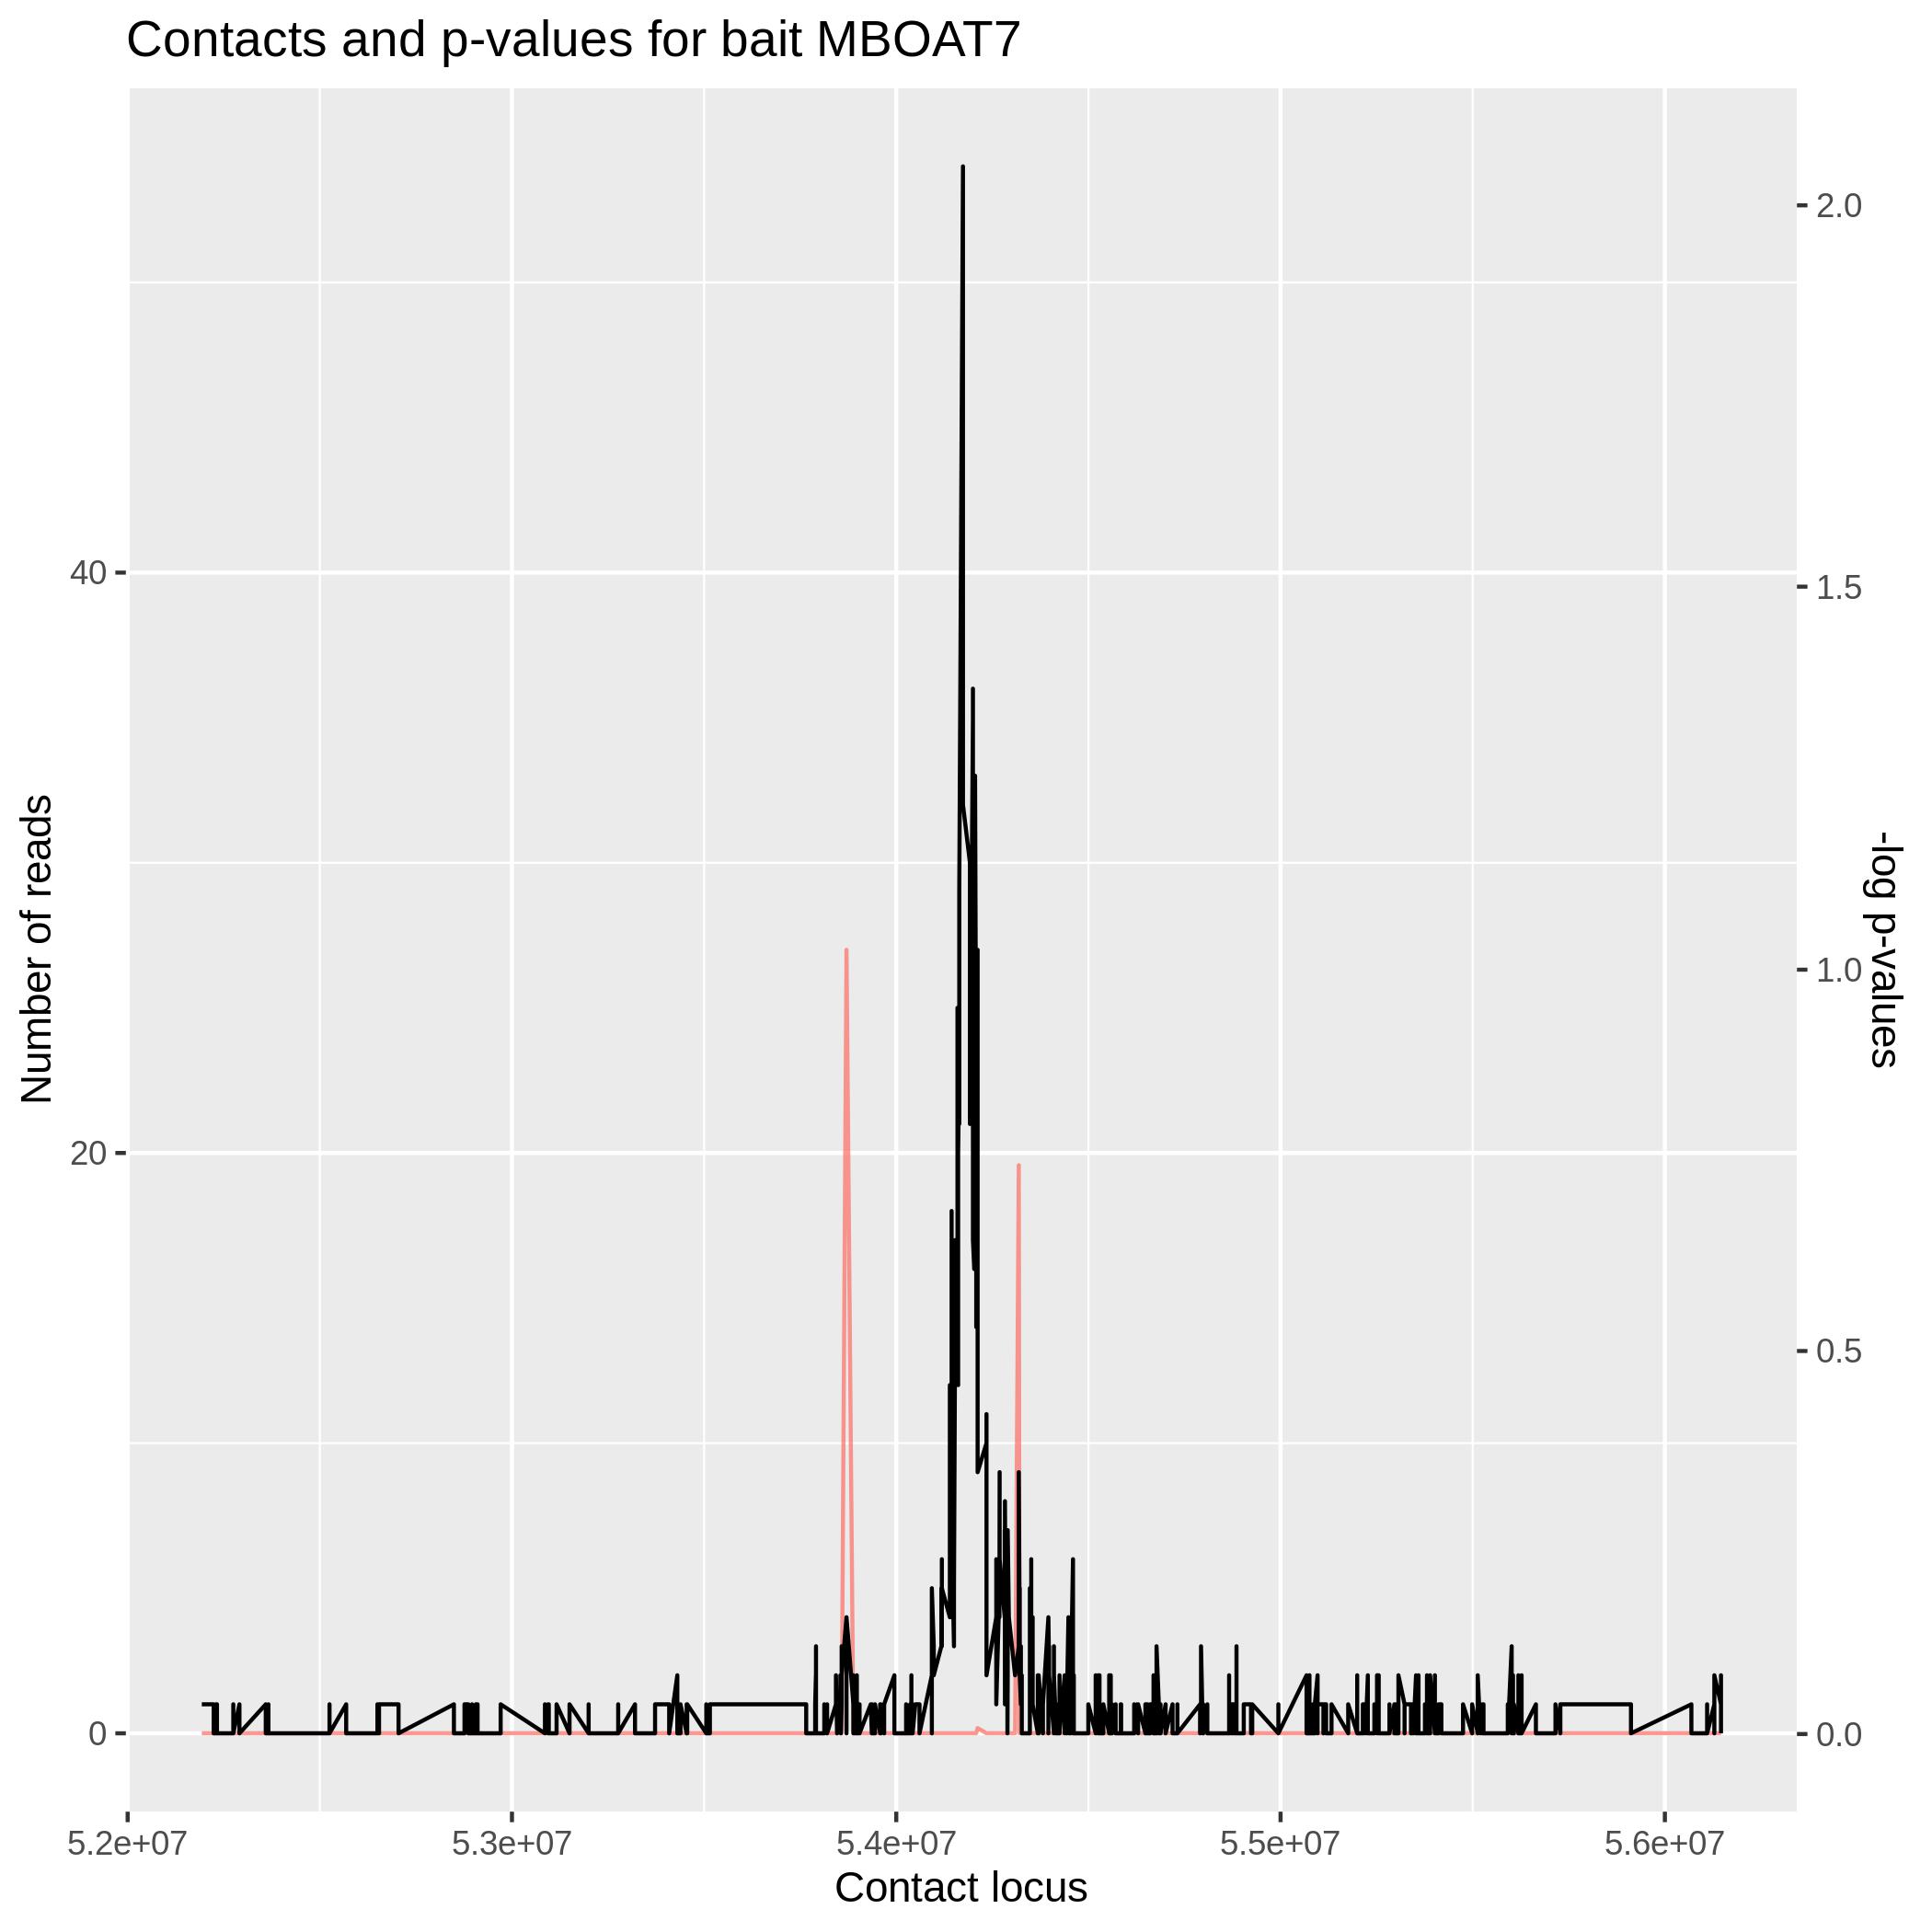 Contacts and p-values for bait MBOAT7
Number of reads
40
20
0
2.0
1.5
1.0
0.5
0.0
-log p-values
5.2e+07
5.3e+07
5.4e+07
5.5e+07
5.6e+07
Contact locus